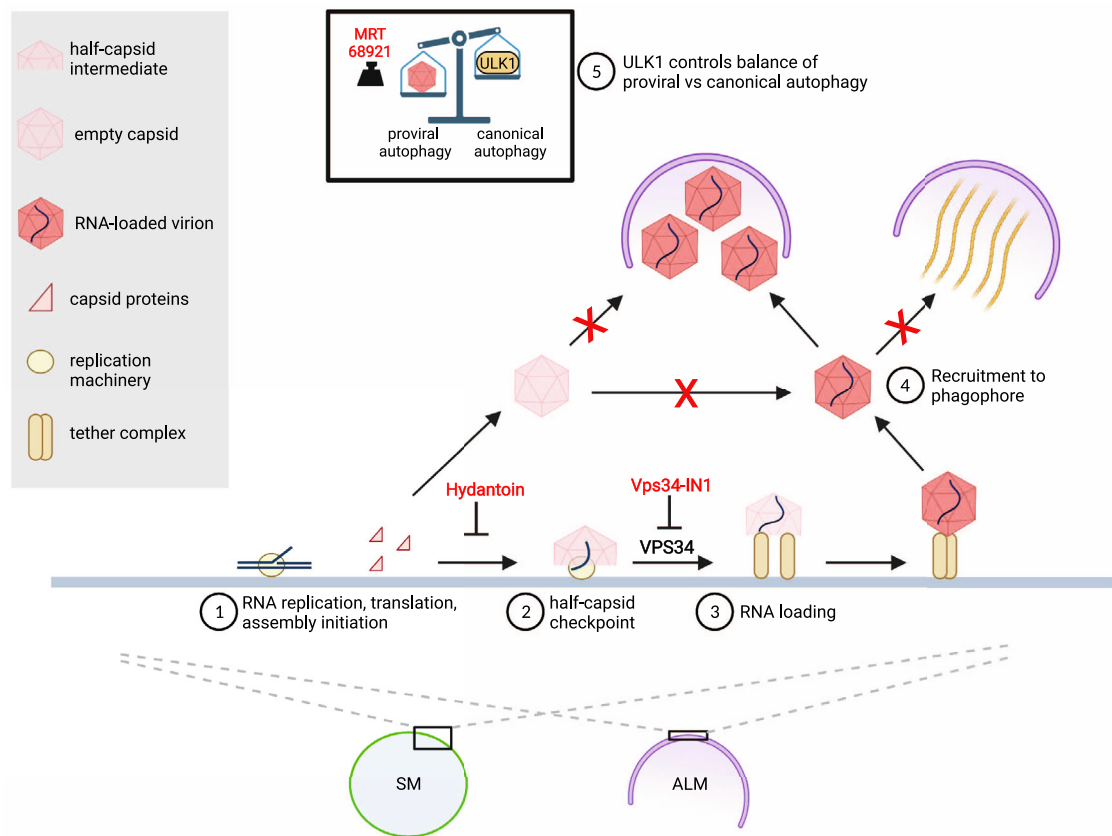 half-capsid
intermediate
empty capsid
RNA-loaded virion
capsid proteins
replication
machinery
tether complex
MRT
68921
ULK1
proviral
autophagy
canonical
autophagy
5
ULK1 controls balance of
proviral vs canonical autophagy
4
Recruitment to
phagophore
Hydantoin
Vps34-IN1
VPS34
1
RNA replication, translation,
assembly initiation
2
half-capsid
checkpoint
3
RNA loading
SM
ALM